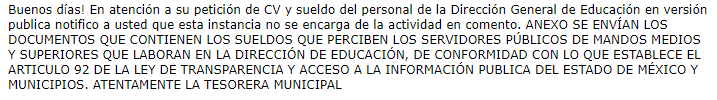 Buenos días! En atención a su petición de CV y sueldo del personal de la Dirección General de Educación en versión
publica notifico a usted que esta instancia no se encarga de la actividad en comento. ANEXO SE ENVÍAN LOS
DOCUMENTOS QUE CONTIENEN LOS SUELDOS QUE PERCIBEN LOS SERVIDORES PÚBLICOS DE MANDOS MEDIOS
Y SUPERIORES QUE LABORAN EN LA DIRECCIÓN DE EDUCACIÓN, DE CONFORMIDAD CON LO QUE ESTABLECE EL
ARTICULO 92 DE LA LEY DE TRANSPARENCIA Y ACCESO A LA INFORMACIÓN PUBLICA DEL ESTADO DE MÉXICO Y
MUNICIPIOS. ATENTAMENTE LA TESORERA MUNICIPAL